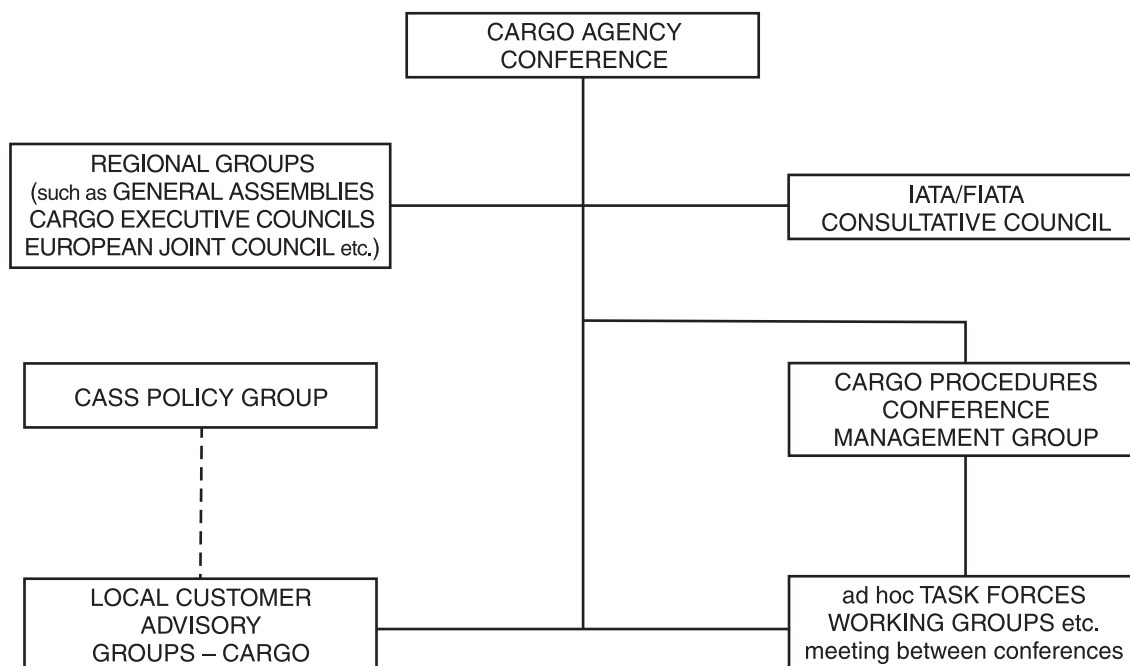 CARGO AGENCY
CONFERENCE
REGIONAL GROUPS
(such as GENERAL ASSEMBLIES
CARGO EXECUTIVE COUNCILS
EUROPEAN JOINT COUNCIL etc.)
IATA/FIATA
CONSULTATIVE COUNCIL
CASS POLICY GROUP
CARGO PROCEDURES
CONFERENCE
MANAGEMENT GROUP
LOCAL CUSTOMER
ADVISORY
GROUPS – CARGO
ad hoc TASK FORCES
WORKING GROUPS etc.
meeting between conferences